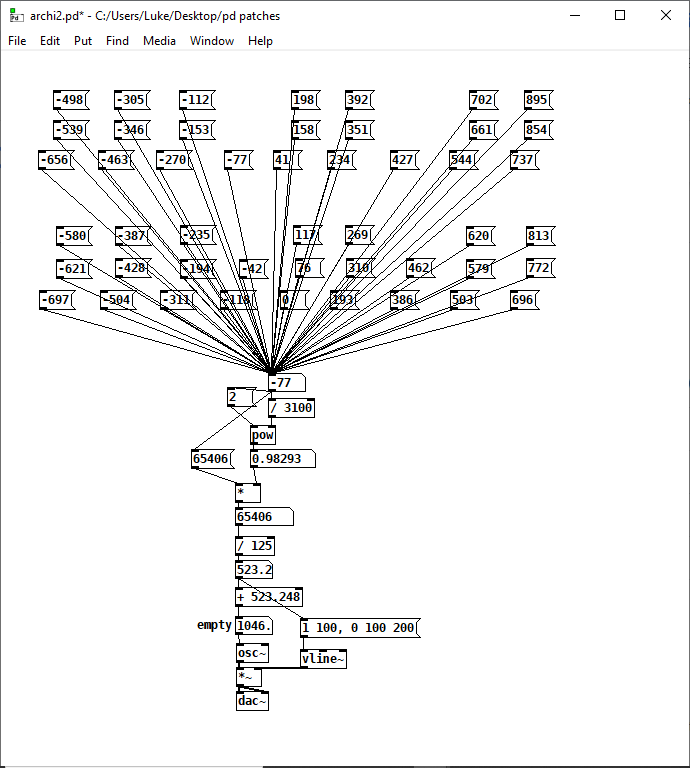 archi2.pd* - C:/Users/Luke/Desktop/pd patches
File Edit Put Find Media Window Help
-498 -305 -112 198 392 702 895
-539 -346 -153 158 351 661 854
-656 -463 -270 -77 41 234 427 544 737
-580 -387 -235 117 269 620 813
-621 -428 -194 -42 76 310 462 579 772
-697 -504 -311 -118 0 193 386 503 696
-77
2
/ 3100
pow
65406 0.98293
*
65406
/ 125
523.2
+ 523.248
empty 1046. 1 100, 0 100 200
osc~ vline~
*~
dac~